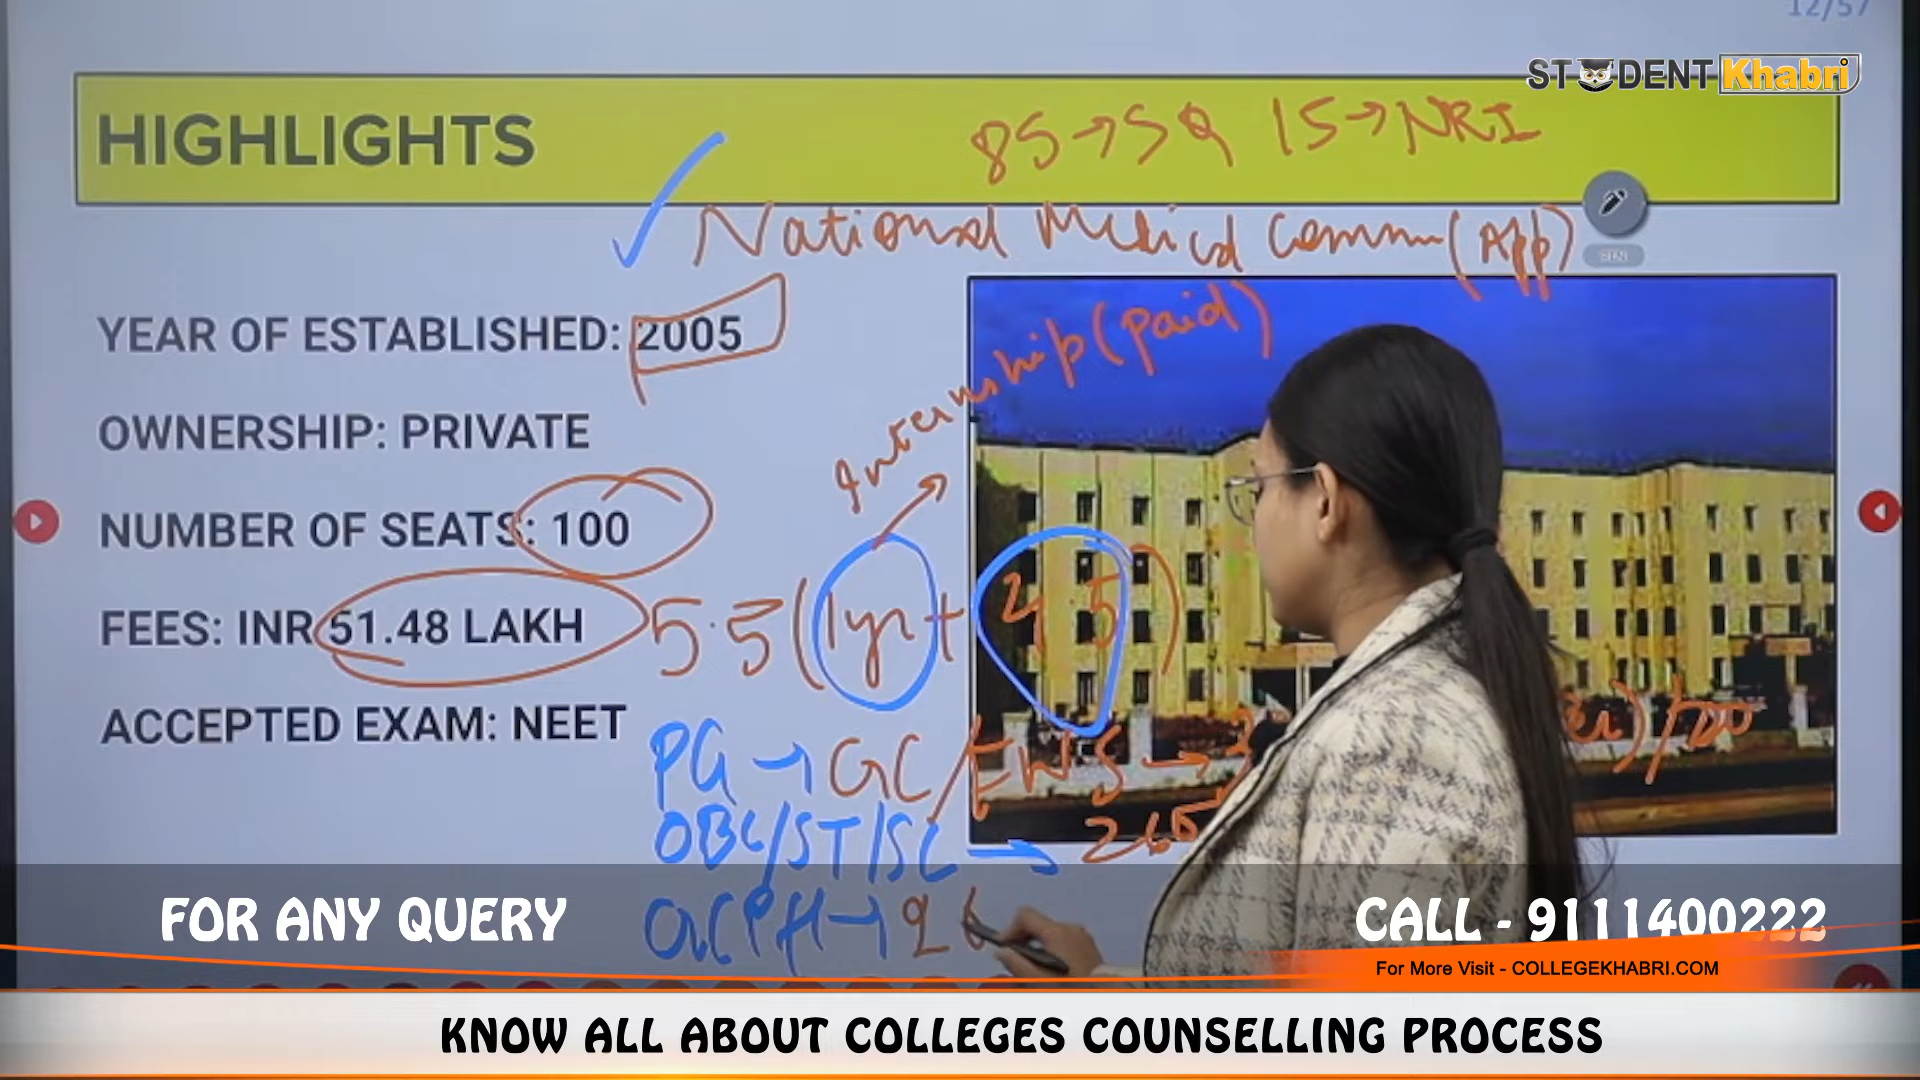 12/57
STUDENT Khabri
HIGHLIGHTS
85→SQ 15→NRI
National Medical Comm (App)
YEAR OF ESTABLISHED: 2005
Internship (paid)
OWNERSHIP: PRIVATE
NUMBER OF SEATS: 100
FEES: INR 51.48 LAKH
5.5 (1yr + 4.5)
ACCEPTED EXAM: NEET
PG → GC/EWS →
OBC/ST/SC → 265
FOR ANY QUERY
CALL - 9111400222
For More Visit - COLLEGEKHABRI.COM
KNOW ALL ABOUT COLLEGES COUNSELLING PROCESS